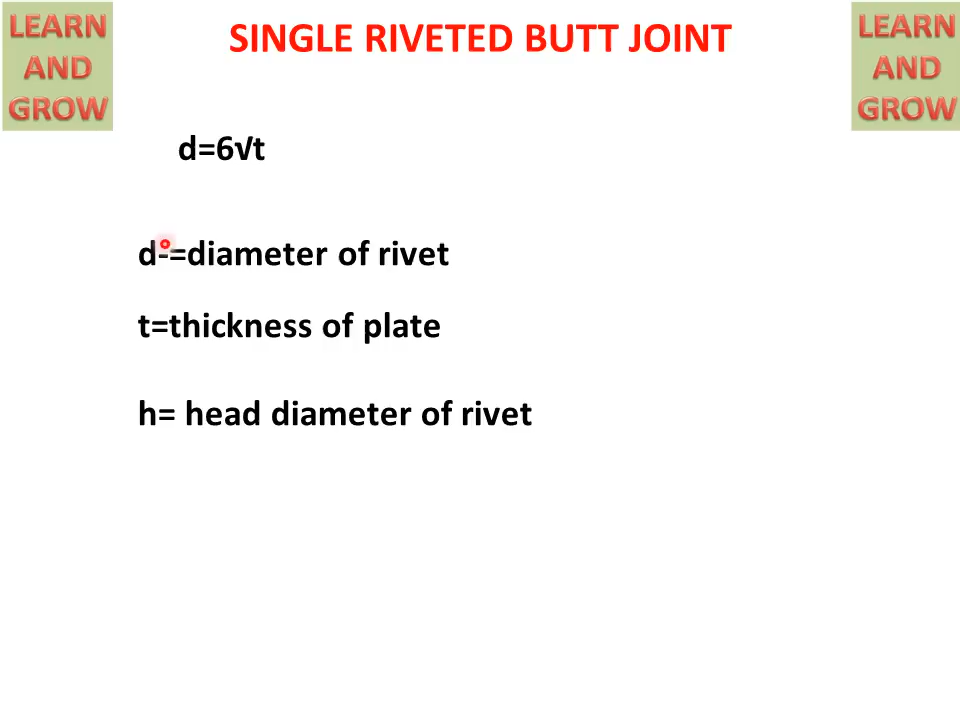 LEARN
AND
GROW
SINGLE RIVETED BUTT JOINT
LEARN
AND
GROW
d=6√t
d-=diameter of rivet
t=thickness of plate
h= head diameter of rivet